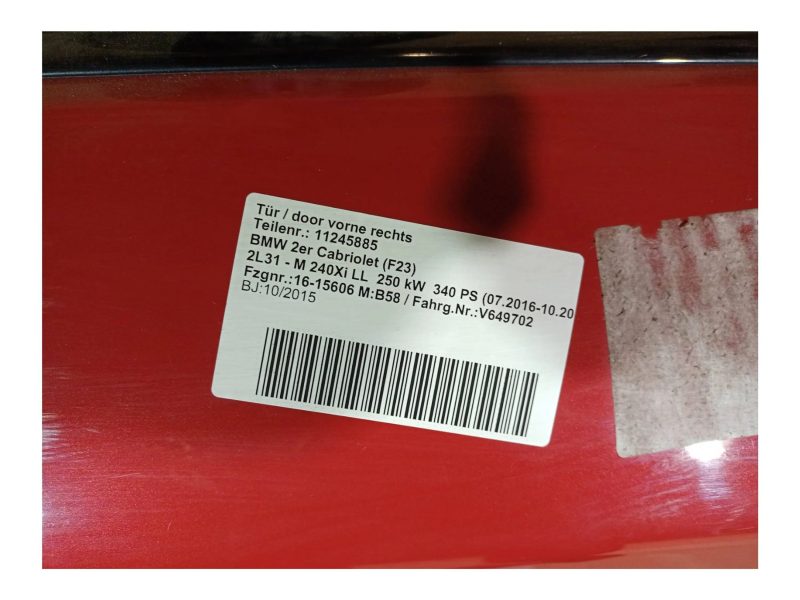 Tür / door vorne rechts
Teilenr.: 11245885
BMW 2er Cabriolet (F23)
2L31 - M 240Xi LL 250 kW 340 PS (07.2016-10.20
Fzgnr.:16-15606 M:B58 / Fahrg.Nr.:V649702
BJ:10/2015